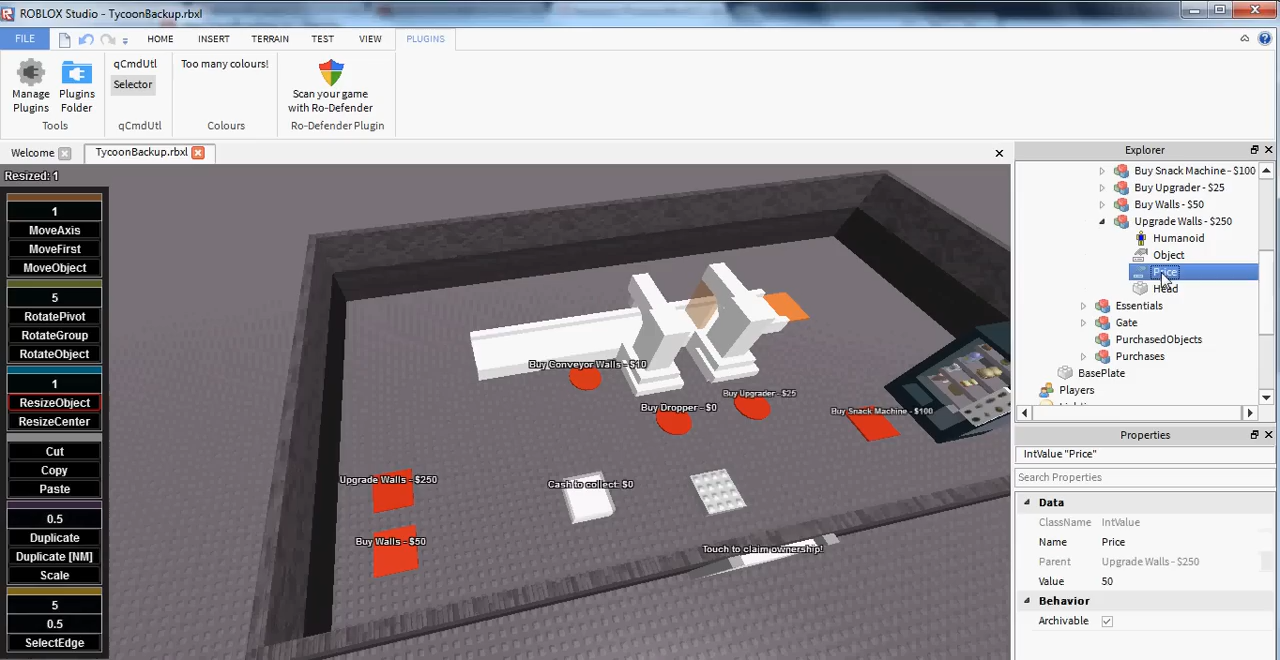 ROBLOX Studio - TycoonBackup.rbxl
FILE
HOME
INSERT
TERRAIN
TEST
VIEW
PLUGINS
Manage
Plugins
Plugins
Folder
Tools
qCmdUtl
Selector
qCmdUtl
Too many colours!
Colours
Scan your game
with Ro-Defender
Ro-Defender Plugin
Welcome
TycoonBackup.rbxl
Resized: 1
1
MoveAxis
MoveFirst
MoveObject
5
RotatePivot
RotateGroup
RotateObject
1
ResizeObject
ResizeCenter
Cut
Copy
Paste
0.5
Duplicate
Duplicate [NM]
Scale
5
0.5
SelectEdge
Buy Conveyor Walls - $10
Buy Dropper - $0
Buy Upgrader - $25
Buy Snack Machine - $100
Upgrade Walls - $250
Cash to collect: $0
Buy Walls - $50
Touch to claim ownership!
Explorer
Buy Snack Machine - $100
Buy Upgrader - $25
Buy Walls - $50
Upgrade Walls - $250
Humanoid
Object
Price
Head
Essentials
Gate
PurchasedObjects
Purchases
BasePlate
Players
Properties
IntValue "Price"
Search Properties
Data
ClassName IntValue
Name Price
Parent Upgrade Walls - $250
Value 50
Behavior
Archivable